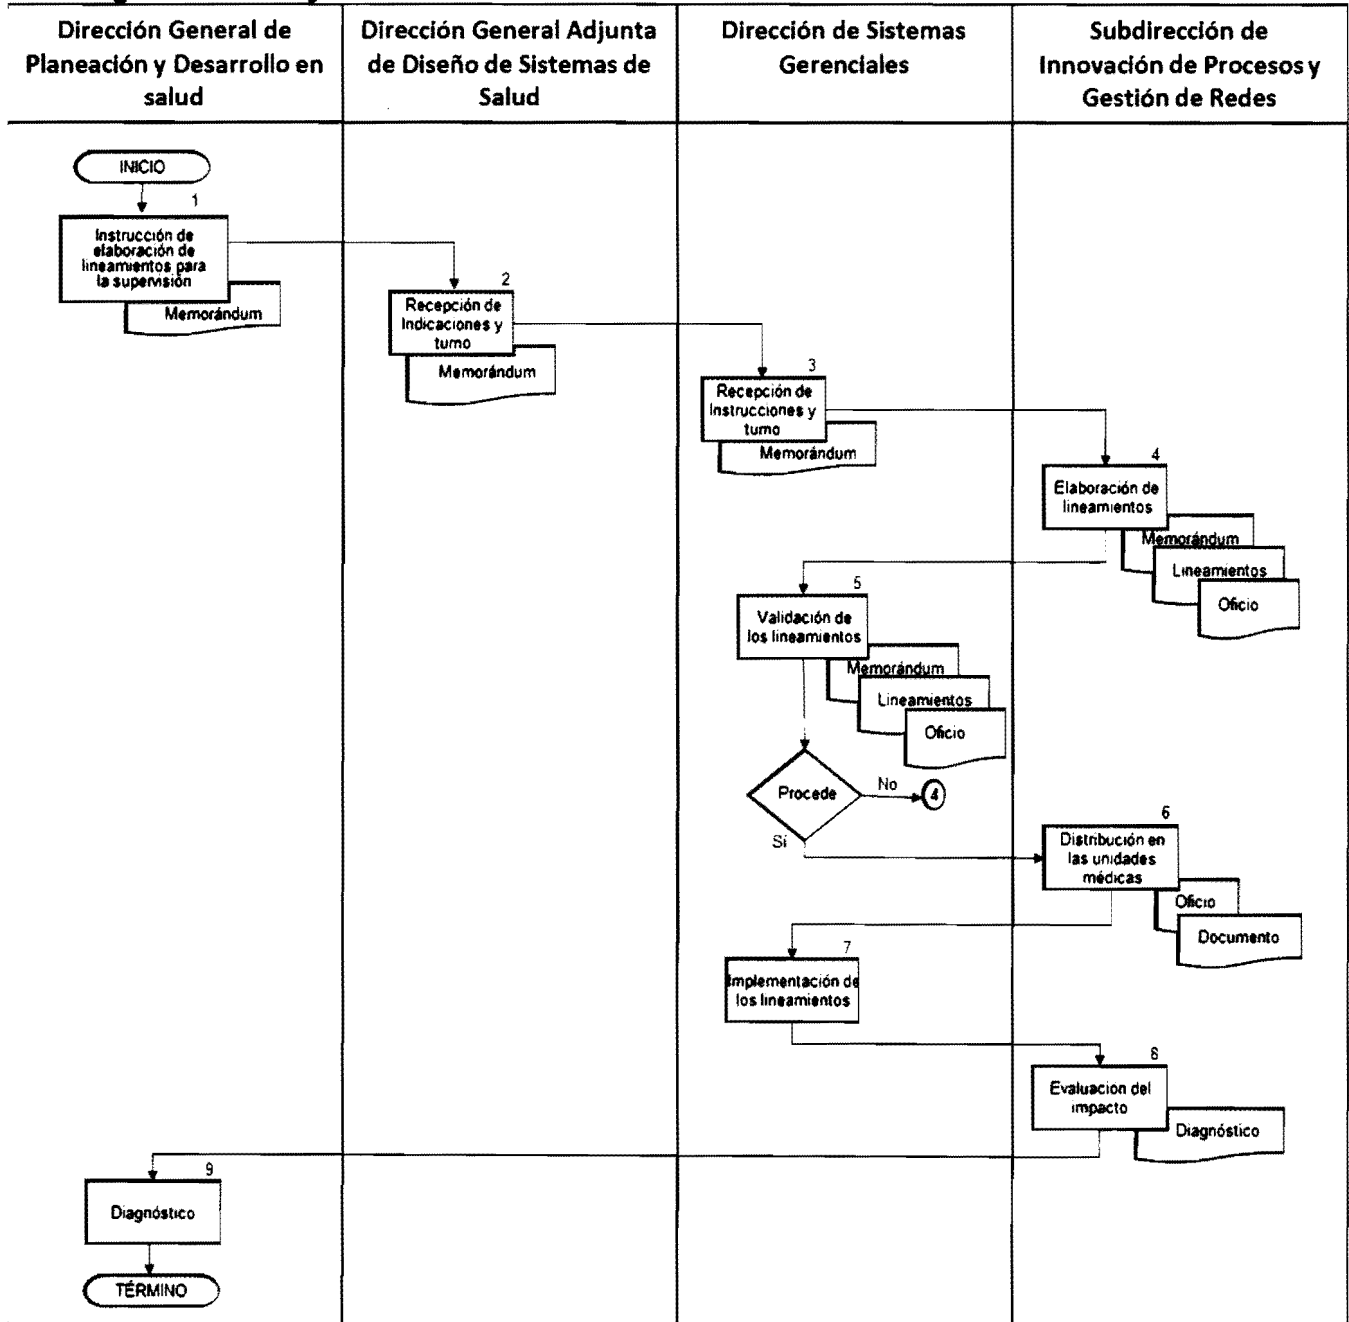 Dirección General de
Planeación y Desarrollo en
salud
Dirección General Adjunta
de Diseño de Sistemas de
Salud
Dirección de Sistemas
Gerenciales
Subdirección de
Innovación de Procesos y
Gestión de Redes
INICIO
1
Instrucción de
elaboración de
lineamientos para
la supervisión
Memorándum
2
Recepción de
Indicaciones y
turno
Memorándum
3
Recepción de
Instrucciones y
turno
Memorándum
4
Elaboración de
lineamientos
Memorándum
Lineamientos
Oficio
5
Validación de
los lineamientos
Memorándum
Lineamientos
Oficio
Procede
No
4
Sí
6
Distribución en
las unidades
médicas
Oficio
Documento
7
Implementación de
los lineamientos
8
Evaluacion del
impacto
Diagnóstico
9
Diagnóstico
TÉRMINO